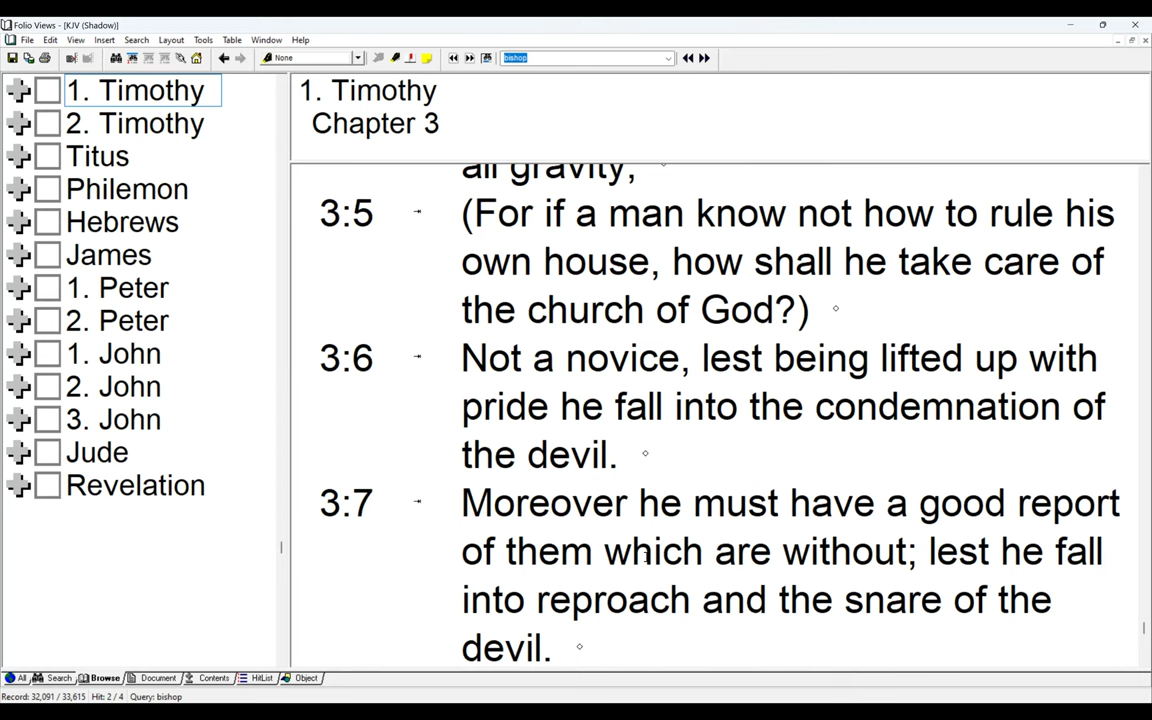 Folio Views - [KJV (Shadow)]
File Edit View Insert Search Layout Tools Table Window Help
None
bishop
1. Timothy
2. Timothy
Titus
Philemon
Hebrews
James
1. Peter
2. Peter
1. John
2. John
3. John
Jude
Revelation
1. Timothy
Chapter 3
all gravity;
3:5 (For if a man know not how to rule his
own house, how shall he take care of
the church of God?)
3:6 Not a novice, lest being lifted up with
pride he fall into the condemnation of
the devil.
3:7 Moreover he must have a good report
of them which are without; lest he fall
into reproach and the snare of the
devil.
All Search Browse Document Contents HitList Object
Record: 32,091 / 33,615 Hit: 2 / 4 Query: bishop